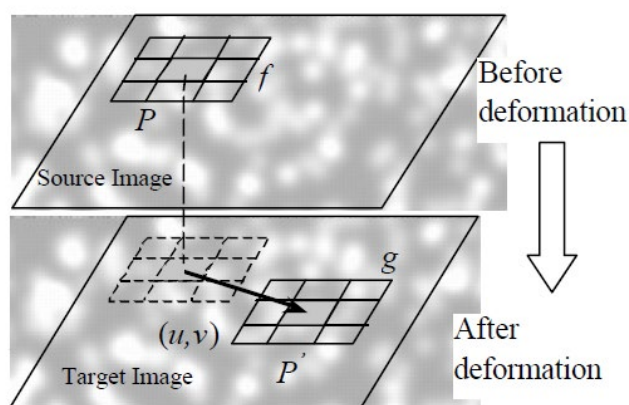 f
P
Source Image
Before
deformation
g
(u,v)
P'
Target Image
After
deformation